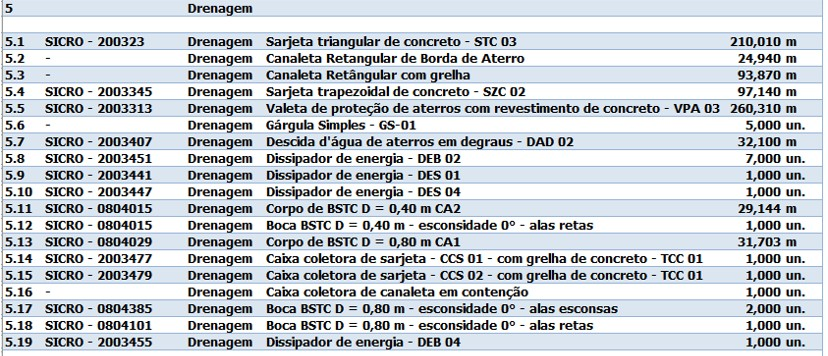 5 Drenagem
5.1 SICRO - 200323 Drenagem Sarjeta triangular de concreto - STC 03 210,010 m
5.2 - Drenagem Canaleta Retangular de Borda de Aterro 24,940 m
5.3 - Drenagem Canaleta Retângular com grelha 93,870 m
5.4 SICRO - 2003345 Drenagem Sarjeta trapezoidal de concreto - SZC 02 97,140 m
5.5 SICRO - 2003313 Drenagem Valeta de proteção de aterros com revestimento de concreto - VPA 03 260,310 m
5.6 - Drenagem Gárgula Simples - GS-01 5,000 un.
5.7 SICRO - 2003407 Drenagem Descida d'água de aterros em degraus - DAD 02 32,100 m
5.8 SICRO - 2003451 Drenagem Dissipador de energia - DEB 02 7,000 un.
5.9 SICRO - 2003441 Drenagem Dissipador de energia - DES 01 1,000 un.
5.10 SICRO - 2003447 Drenagem Dissipador de energia - DES 04 1,000 un.
5.11 SICRO - 0804015 Drenagem Corpo de BSTC D = 0,40 m CA2 29,144 m
5.12 SICRO - 0804015 Drenagem Boca BSTC D = 0,40 m - esconsidade 0° - alas retas 1,000 un.
5.13 SICRO - 0804029 Drenagem Corpo de BSTC D = 0,80 m CA1 31,703 m
5.14 SICRO - 2003477 Drenagem Caixa coletora de sarjeta - CCS 01 - com grelha de concreto - TCC 01 1,000 un.
5.15 SICRO - 2003479 Drenagem Caixa coletora de sarjeta - CCS 02 - com grelha de concreto - TCC 01 1,000 un.
5.16 - Drenagem Caixa coletora de canaleta em contenção 1,000 un.
5.17 SICRO - 0804385 Drenagem Boca BSTC D = 0,80 m - esconsidade 0° - alas esconsas 2,000 un.
5.18 SICRO - 0804101 Drenagem Boca BSTC D = 0,80 m - esconsidade 0° - alas retas 1,000 un.
5.19 SICRO - 2003455 Drenagem Dissipador de energia - DEB 04 1,000 un.